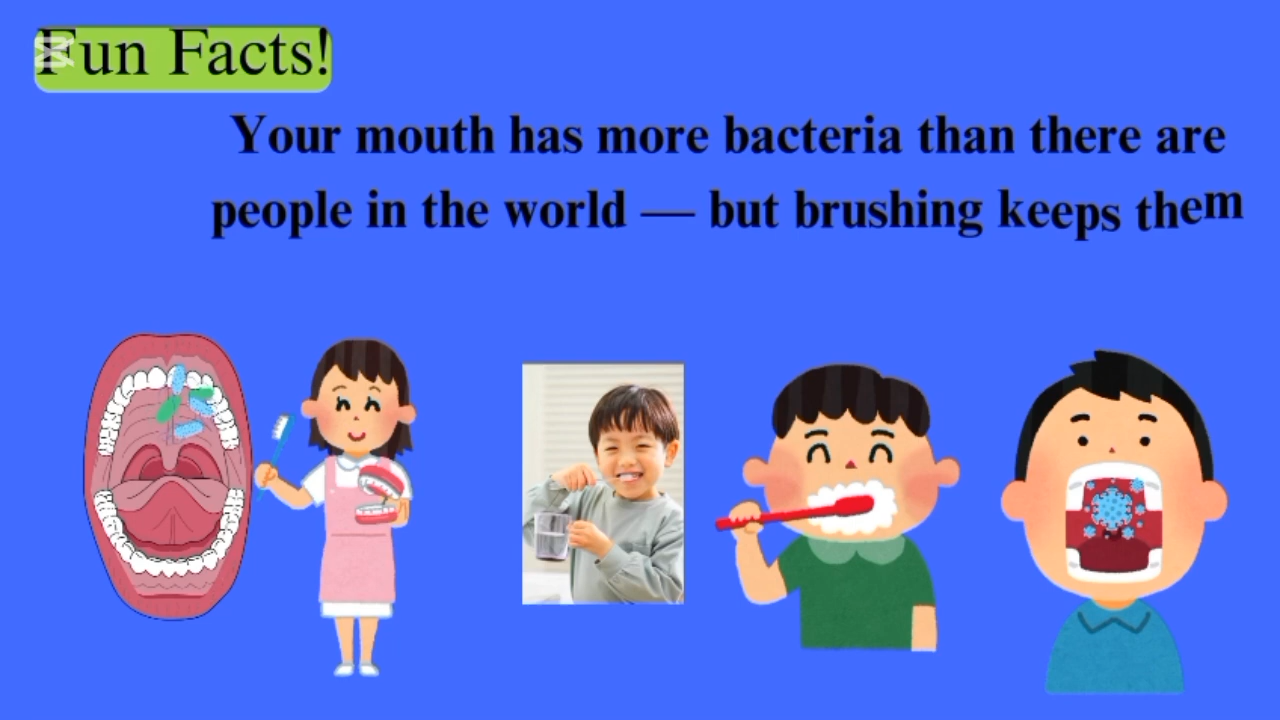 Fun Facts!
Your mouth has more bacteria than there are
people in the world — but brushing keeps them